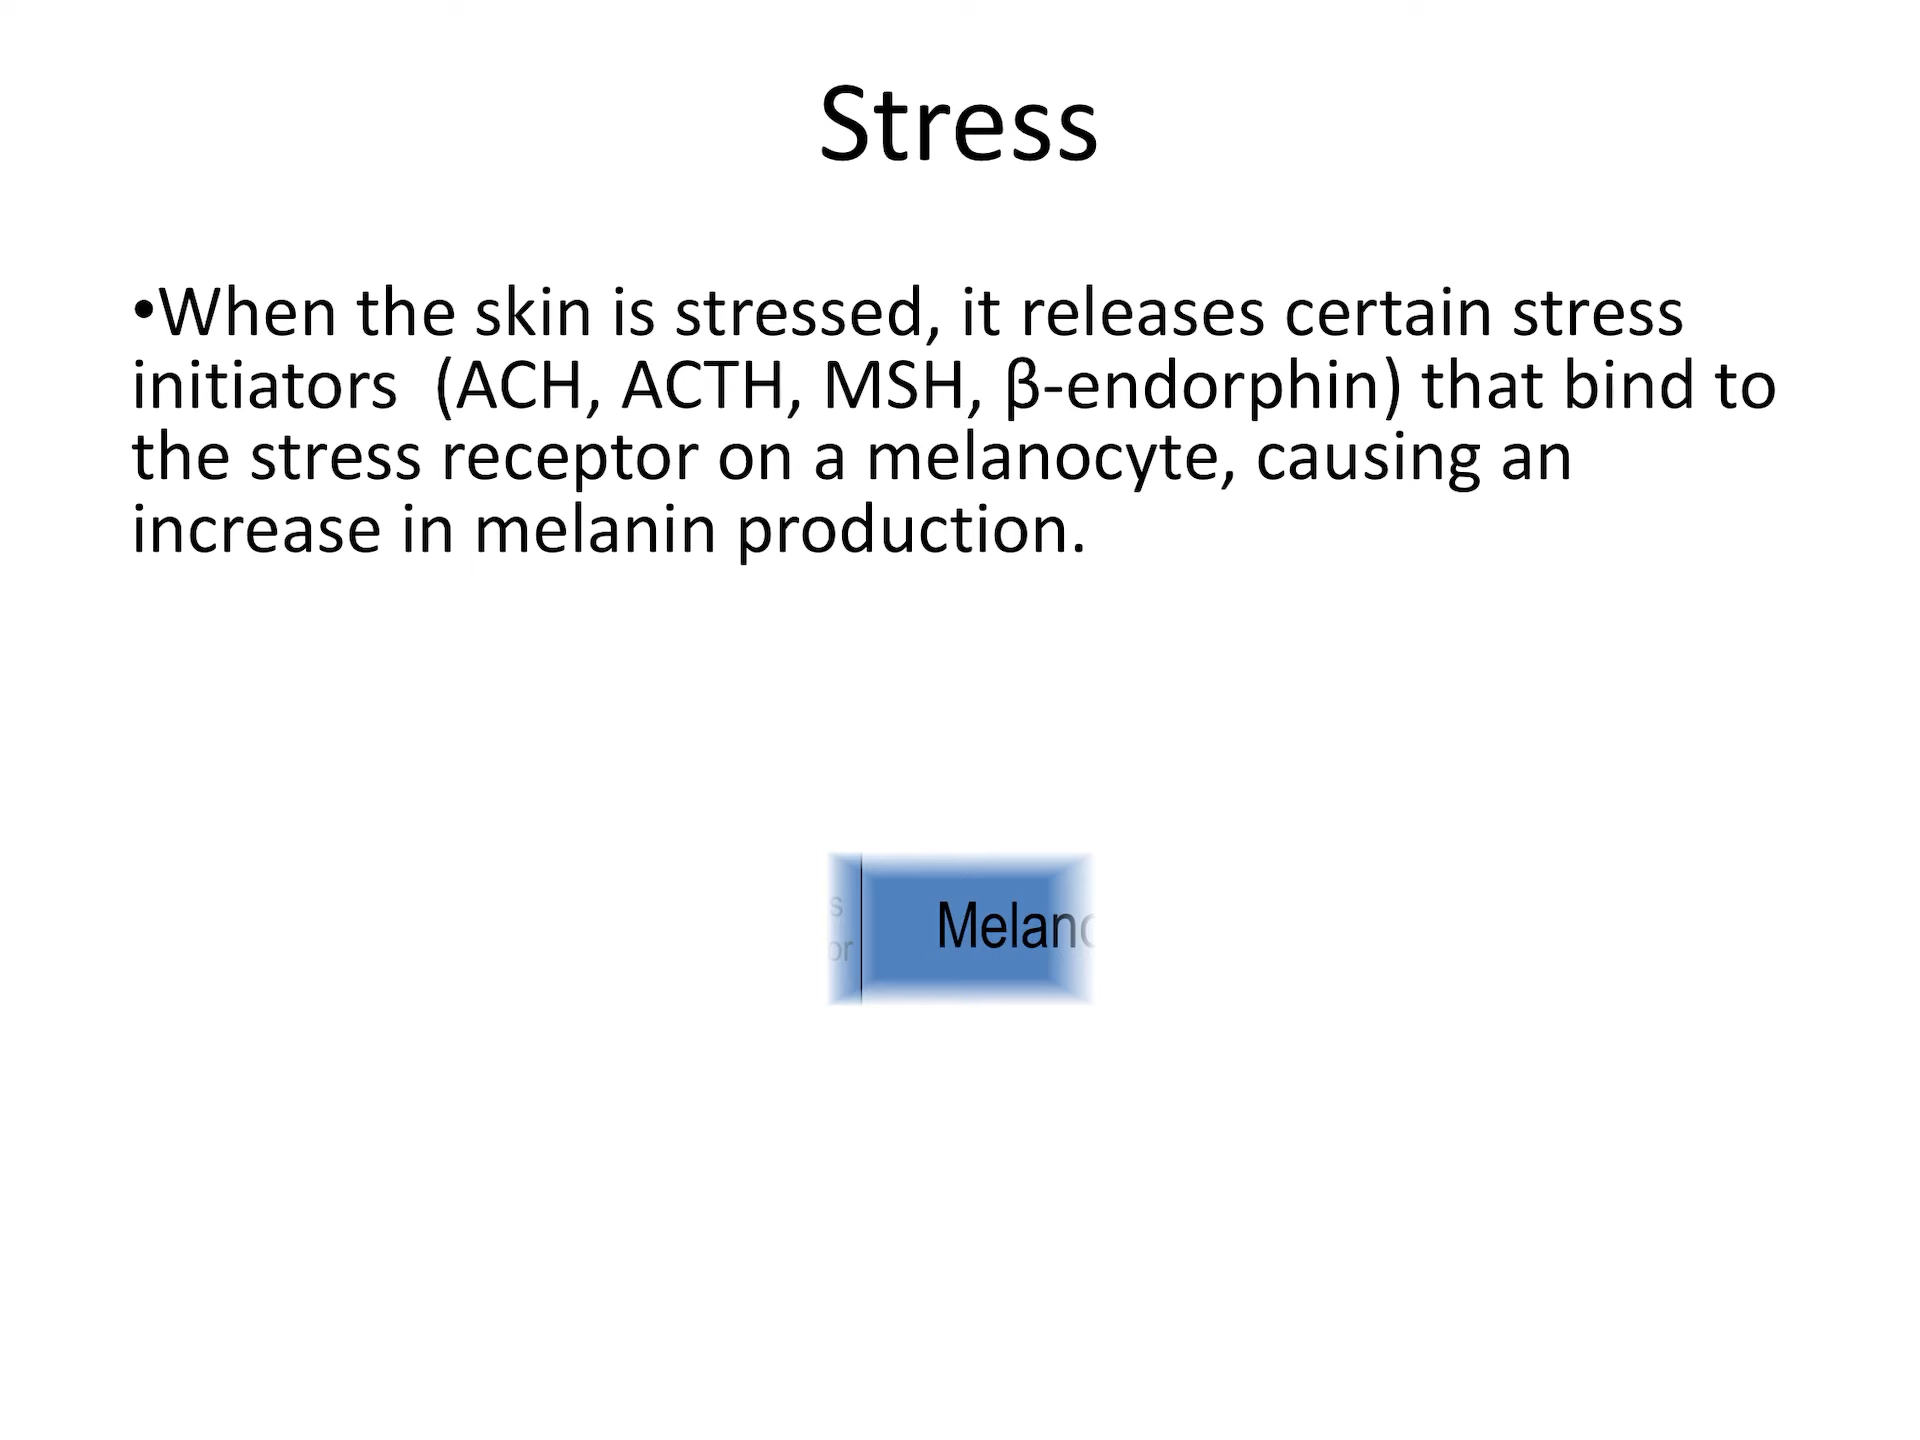 Stress
•When the skin is stressed, it releases certain stress
initiators  (ACH, ACTH, MSH, β-endorphin) that bind to
the stress receptor on a melanocyte, causing an
increase in melanin production.